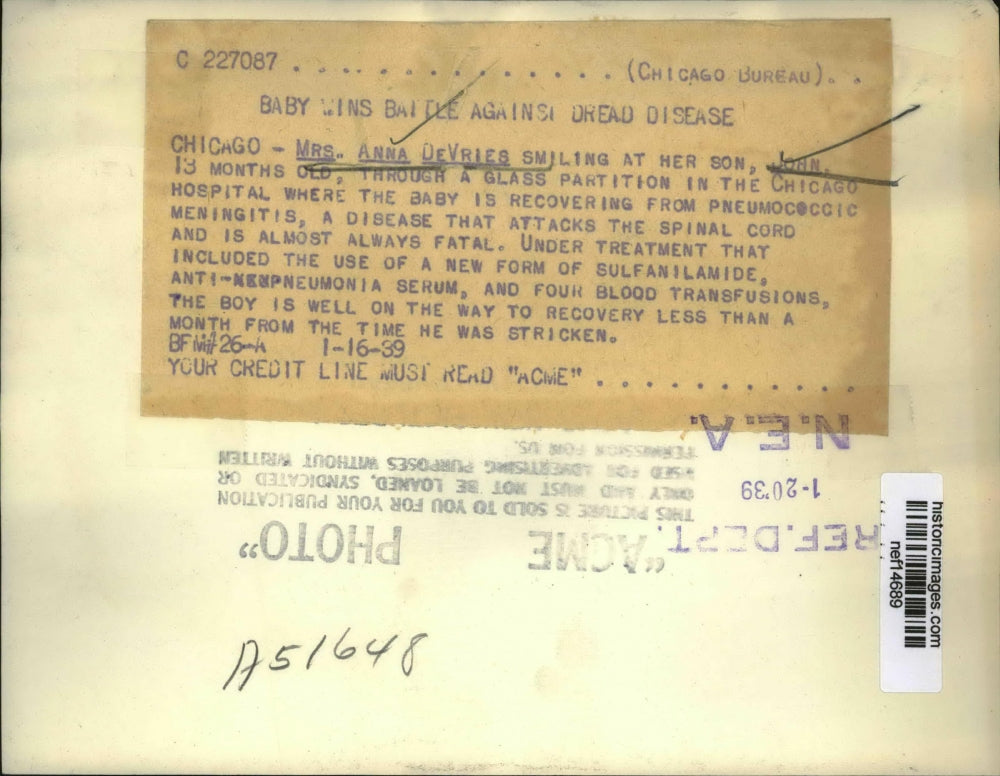 C 227087 . . . . . . . . . . . . . . (CHICAGO BUREAU). . .
BABY WINS BATTLE AGAINST DREAD DISEASE
CHICAGO - MRS. ANNA DEVRIES SMILING AT HER SON, JOHN,
13 MONTHS OLD, THROUGH A GLASS PARTITION IN THE CHICAGO
HOSPITAL WHERE THE BABY IS RECOVERING FROM PNEUMOCOCCIC
MENINGITIS, A DISEASE THAT ATTACKS THE SPINAL CORD
AND IS ALMOST ALWAYS FATAL. UNDER TREATMENT THAT
INCLUDED THE USE OF A NEW FORM OF SULFANILAMIDE,
ANTI-PNEUMONIA SERUM, AND FOUR BLOOD TRANSFUSIONS,
THE BOY IS WELL ON THE WAY TO RECOVERY LESS THAN A
MONTH FROM THE TIME HE WAS STRICKEN.
BFM#26-A 1-16-39
YOUR CREDIT LINE MUST READ "ACME" . . . . . . . . . . . .
N.E.A.
1-20'39
REF.DEPT.
"ACME PHOTO"
THIS PICTURE IS SOLD TO YOU FOR YOUR PUBLICATION
ONLY AND MUST NOT BE LOANED, SYNDICATED OR
USED FOR ADVERTISING PURPOSES WITHOUT WRITTEN
PERMISSION FROM US.
A51648
historicimages.com
nef14689